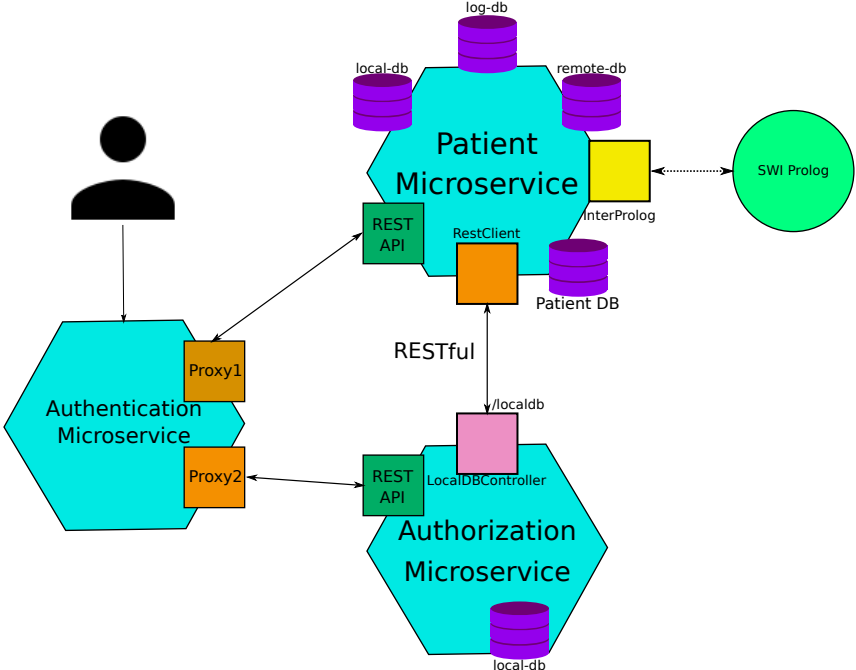 log-db
local-db
remote-db
Patient
Microservice
SWI Prolog
InterProlog
REST
API
RestClient
Patient DB
RESTful
Proxy1
Authentication
Microservice
Proxy2
/localdb
LocalDBController
REST
API
Authorization
Microservice
local-db